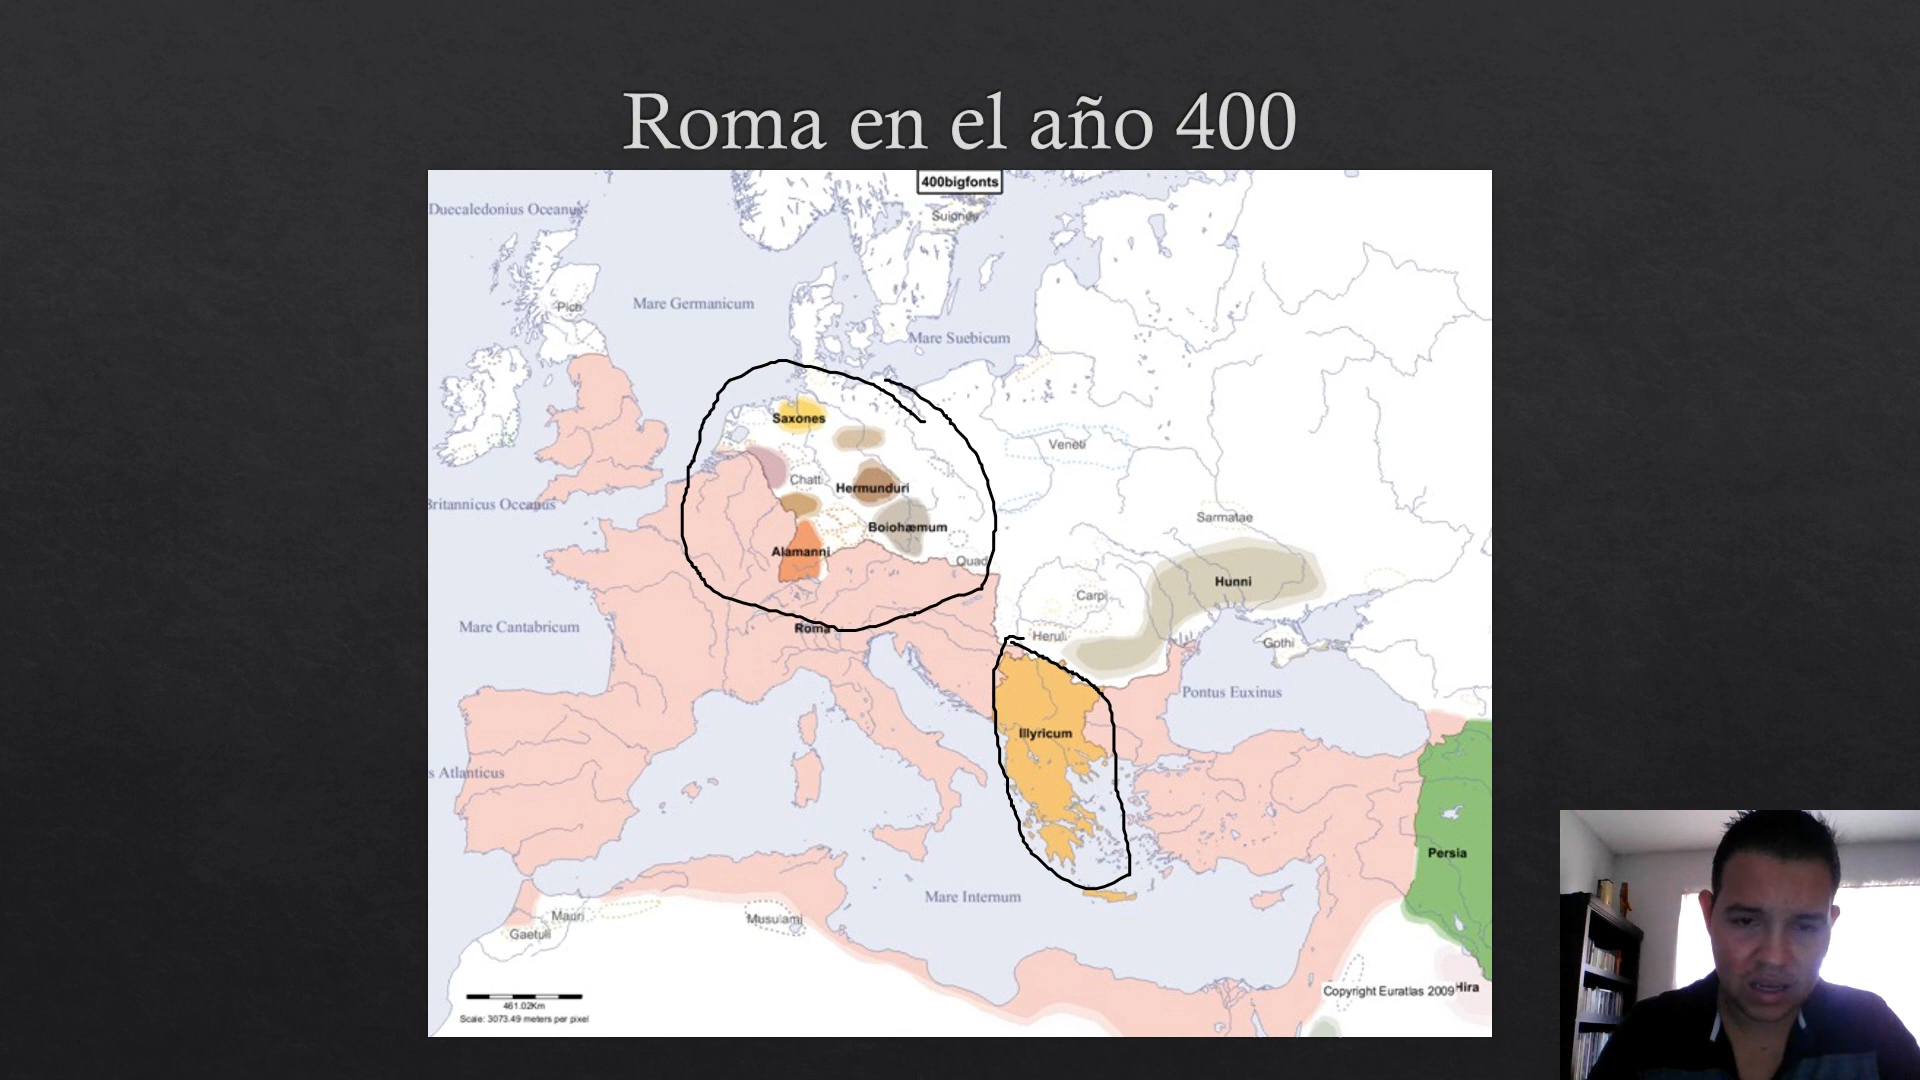 Roma en el año 400
400bigfonts
Duecaledonius Oceanus
Suiones
Picti
Mare Germanicum
Mare Suebicum
Saxones
Veneti
Chatti
Hermunduri
Britannicus Oceanus
Sarmatae
Boiohæmum
Alamanni
Quadi
Hunni
Carpi
Mare Cantabricum
Roma
Heruli
Gothi
Pontus Euxinus
Illyricum
s Atlanticus
Persia
Mare Internum
Mauri
Musulami
Gaetuli
Copyright Euratlas 2009
Hira
461.02Km
Scale: 3073.49 meters per pixel